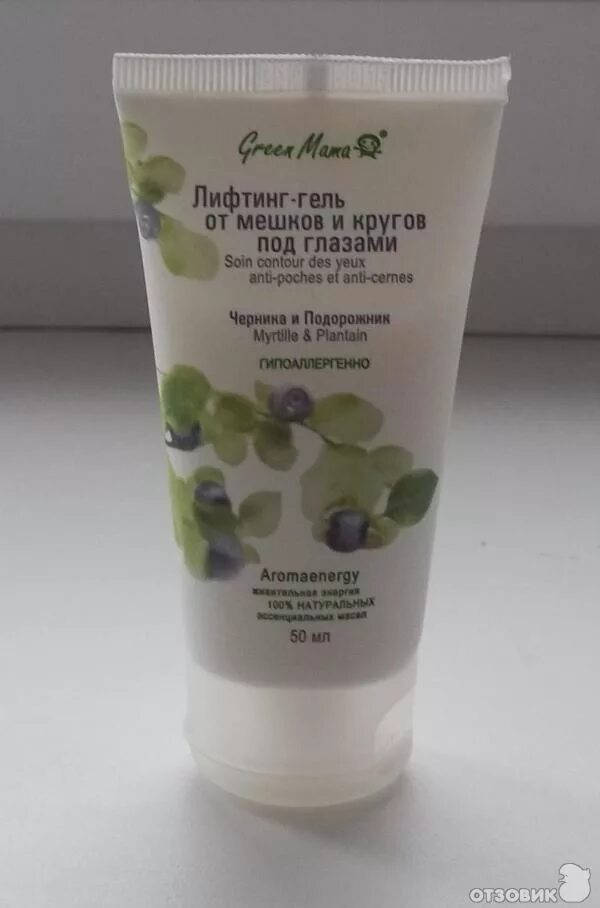 Green Mama®
Лифтинг-гель
от мешков и кругов
под глазами
Soin contour des yeux
anti-poches et anti-cernes
Черника и Подорожник
Myrtille & Plantain
ГИПОАЛЛЕРГЕННО
Aromaenergy
живительная энергия
100% НАТУРАЛЬНЫХ
эссенциальных масел
50 мл
ОТЗОВИК